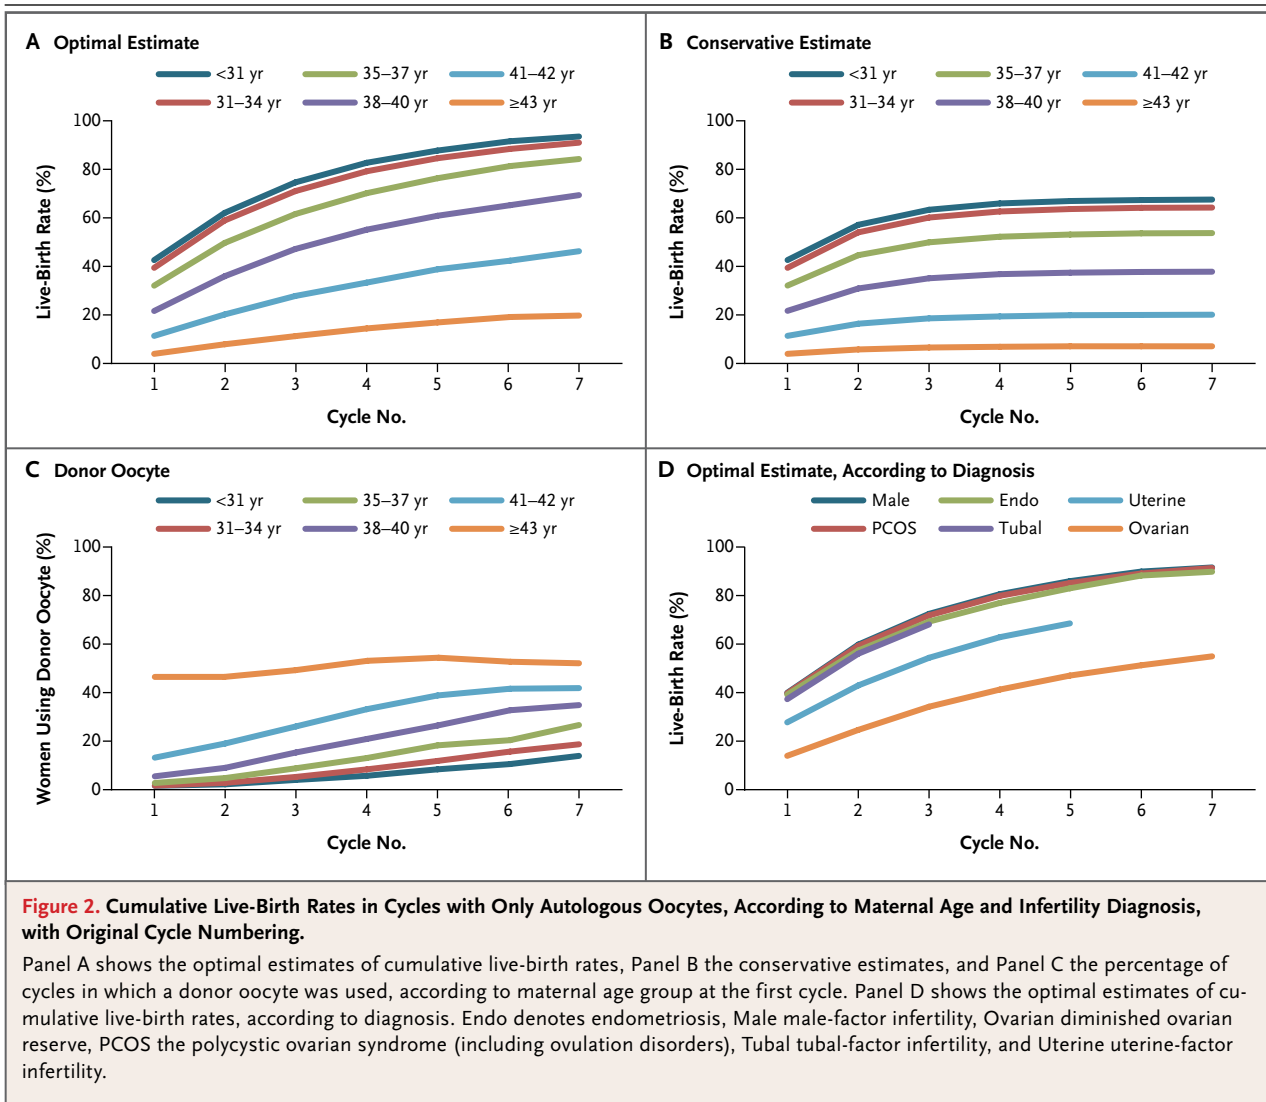 A Optimal Estimate
<31 yr 35–37 yr 41–42 yr
31–34 yr 38–40 yr ≥43 yr
Live-Birth Rate (%)
100
80
60
40
20
0
1 2 3 4 5 6 7
Cycle No.
B Conservative Estimate
<31 yr 35–37 yr 41–42 yr
31–34 yr 38–40 yr ≥43 yr
Live-Birth Rate (%)
100
80
60
40
20
0
1 2 3 4 5 6 7
Cycle No.
C Donor Oocyte
<31 yr 35–37 yr 41–42 yr
31–34 yr 38–40 yr ≥43 yr
Women Using Donor Oocyte (%)
100
80
60
40
20
0
1 2 3 4 5 6 7
Cycle No.
D Optimal Estimate, According to Diagnosis
Male Endo Uterine
PCOS Tubal Ovarian
Live-Birth Rate (%)
100
80
60
40
20
0
1 2 3 4 5 6 7
Cycle No.
Figure 2. Cumulative Live-Birth Rates in Cycles with Only Autologous Oocytes, According to Maternal Age and Infertility Diagnosis,
with Original Cycle Numbering.
Panel A shows the optimal estimates of cumulative live-birth rates, Panel B the conservative estimates, and Panel C the percentage of
cycles in which a donor oocyte was used, according to maternal age group at the first cycle. Panel D shows the optimal estimates of cu-
mulative live-birth rates, according to diagnosis. Endo denotes endometriosis, Male male-factor infertility, Ovarian diminished ovarian
reserve, PCOS the polycystic ovarian syndrome (including ovulation disorders), Tubal tubal-factor infertility, and Uterine uterine-factor
infertility.